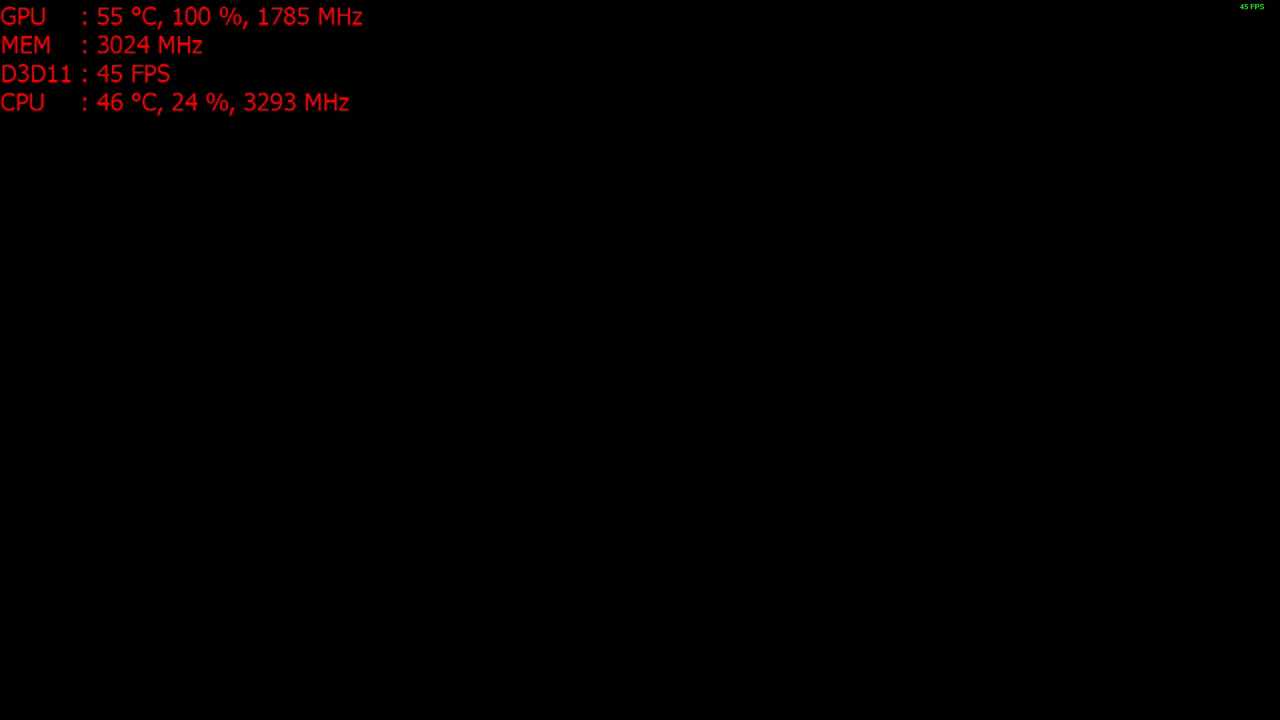 GPU : 55 °C, 100 %, 1785 MHz
45 FPS
MEM : 3024 MHz
D3D11 : 45 FPS
CPU : 46 °C, 24 %, 3293 MHz